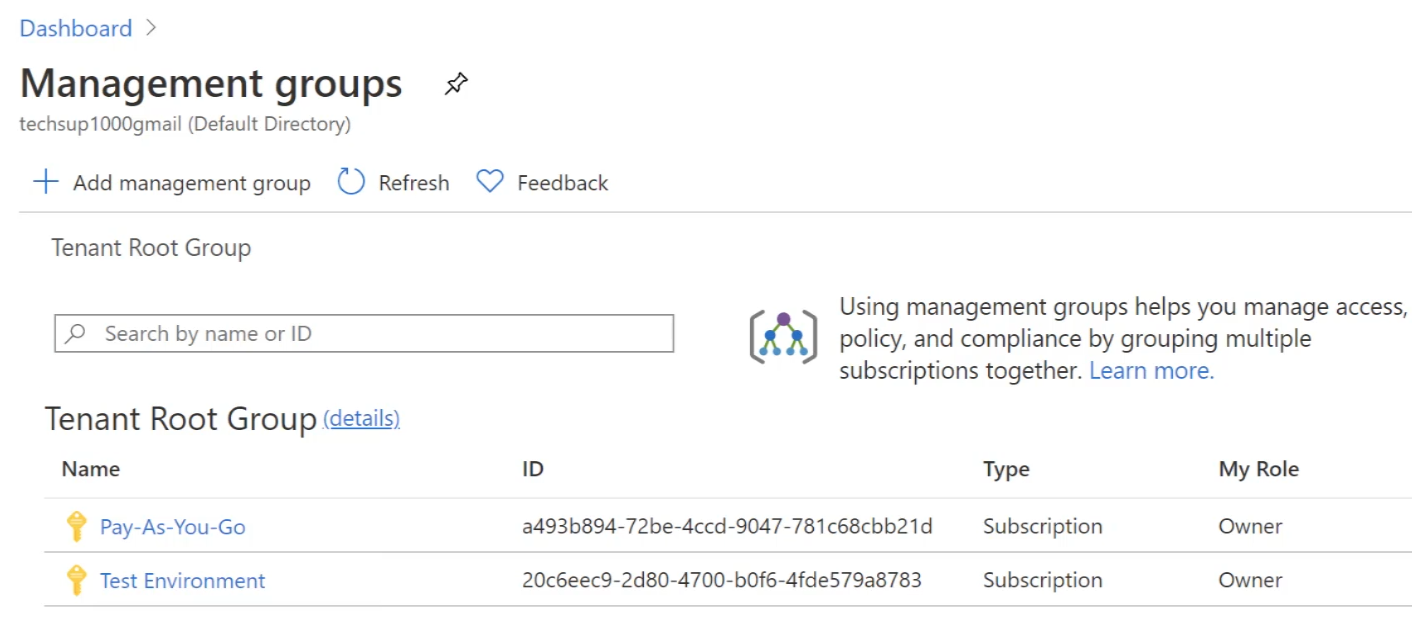 Dashboard >
Management groups
techsup1000gmail (Default Directory)
Add management group Refresh Feedback
Tenant Root Group
Search by name or ID
Using management groups helps you manage access,
policy, and compliance by grouping multiple
subscriptions together. Learn more.
Tenant Root Group (details)
Name ID Type My Role
Pay-As-You-Go a493b894-72be-4ccd-9047-781c68cbb21d Subscription Owner
Test Environment 20c6eec9-2d80-4700-b0f6-4fde579a8783 Subscription Owner